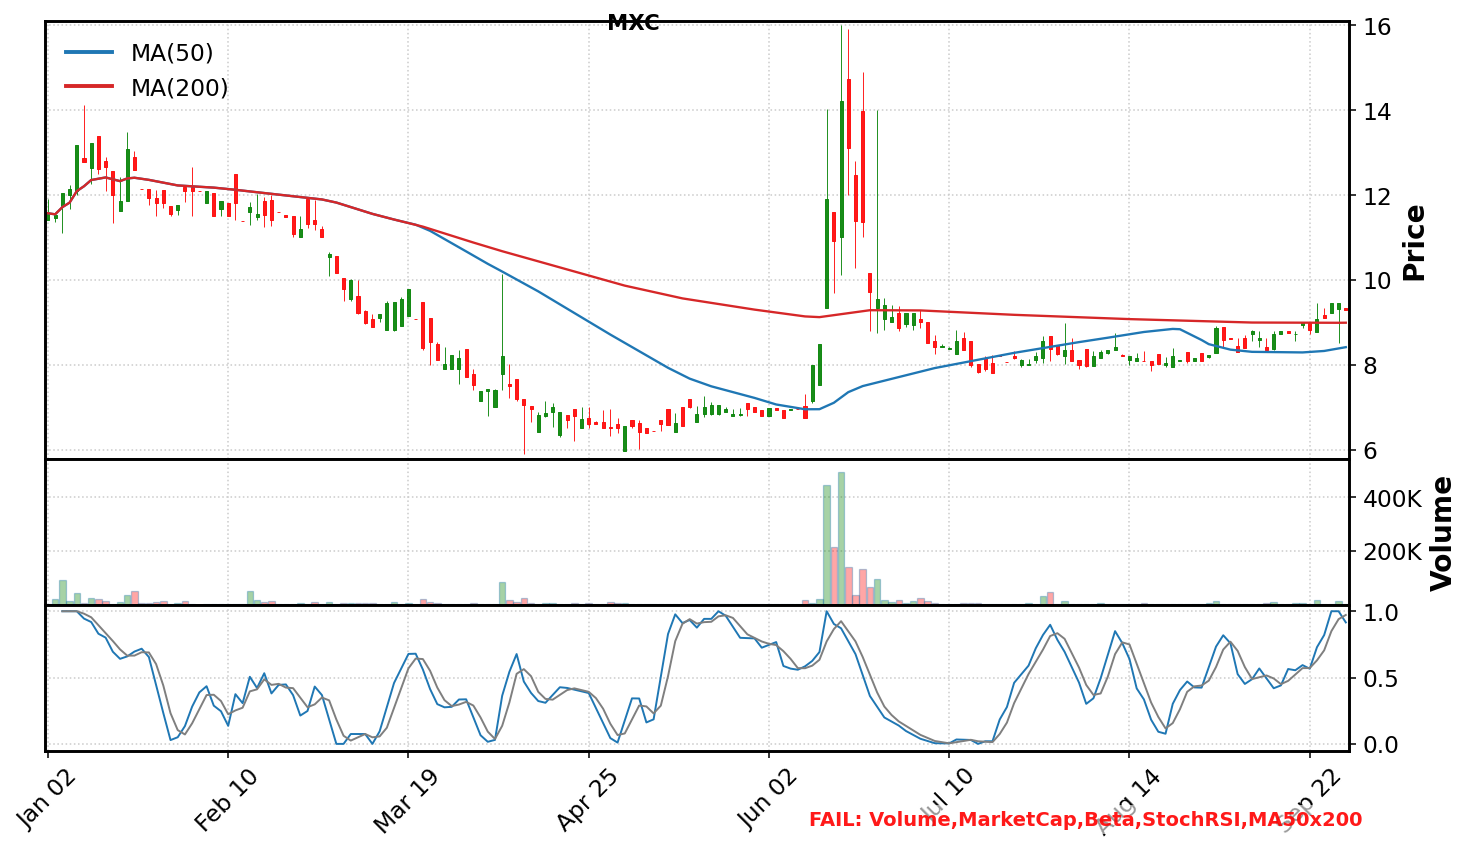 MXC
MA(50)
MA(200)
16
14
12
10
8
6
Price
400K
200K
Volume
1.0
0.5
0.0
Jan 02
Feb 10
Mar 19
Apr 25
Jun 02
Jul 10
Aug 14
Sep 22
FAIL: Volume,MarketCap,Beta,StochRSI,MA50x200